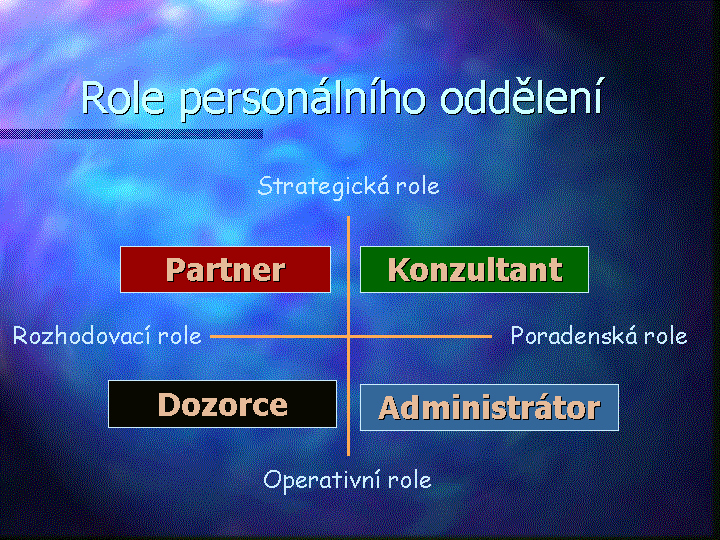 Role personálního oddělení
Strategická role
Partner
Konzultant
Rozhodovací role
Poradenská role
Dozorce
Administrátor
Operativní role